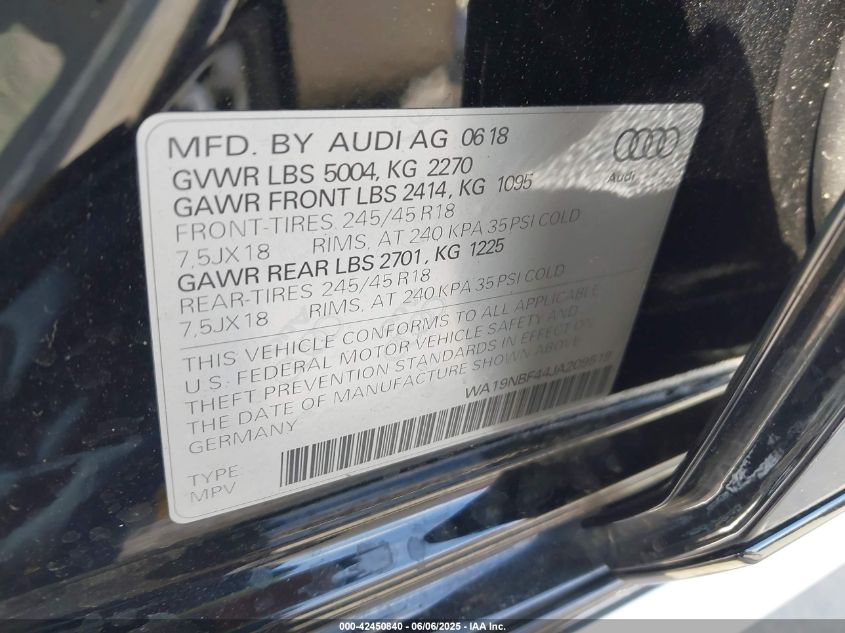 MFD. BY AUDI AG 06 18
GVWR LBS 5004, KG 2270
GAWR FRONT LBS 2414, KG 1095
FRONT-TIRES 245/45 R18
7,5JX18 RIMS, AT 240 KPA 35 PSI COLD
GAWR REAR LBS 2701, KG 1225
REAR-TIRES 245/45 R18
7,5JX18 RIMS, AT 240 KPA 35 PSI COLD
Audi
THIS VEHICLE CONFORMS TO ALL APPLICABLE
U.S. FEDERAL MOTOR VEHICLE SAFETY AND
THEFT PREVENTION STANDARDS IN EFFECT ON
THE DATE OF MANUFACTURE SHOWN ABOVE
GERMANY
WA19NBF44JA209519
TYPE
MPV
000-42450840 - 06/06/2025 - IAA Inc.